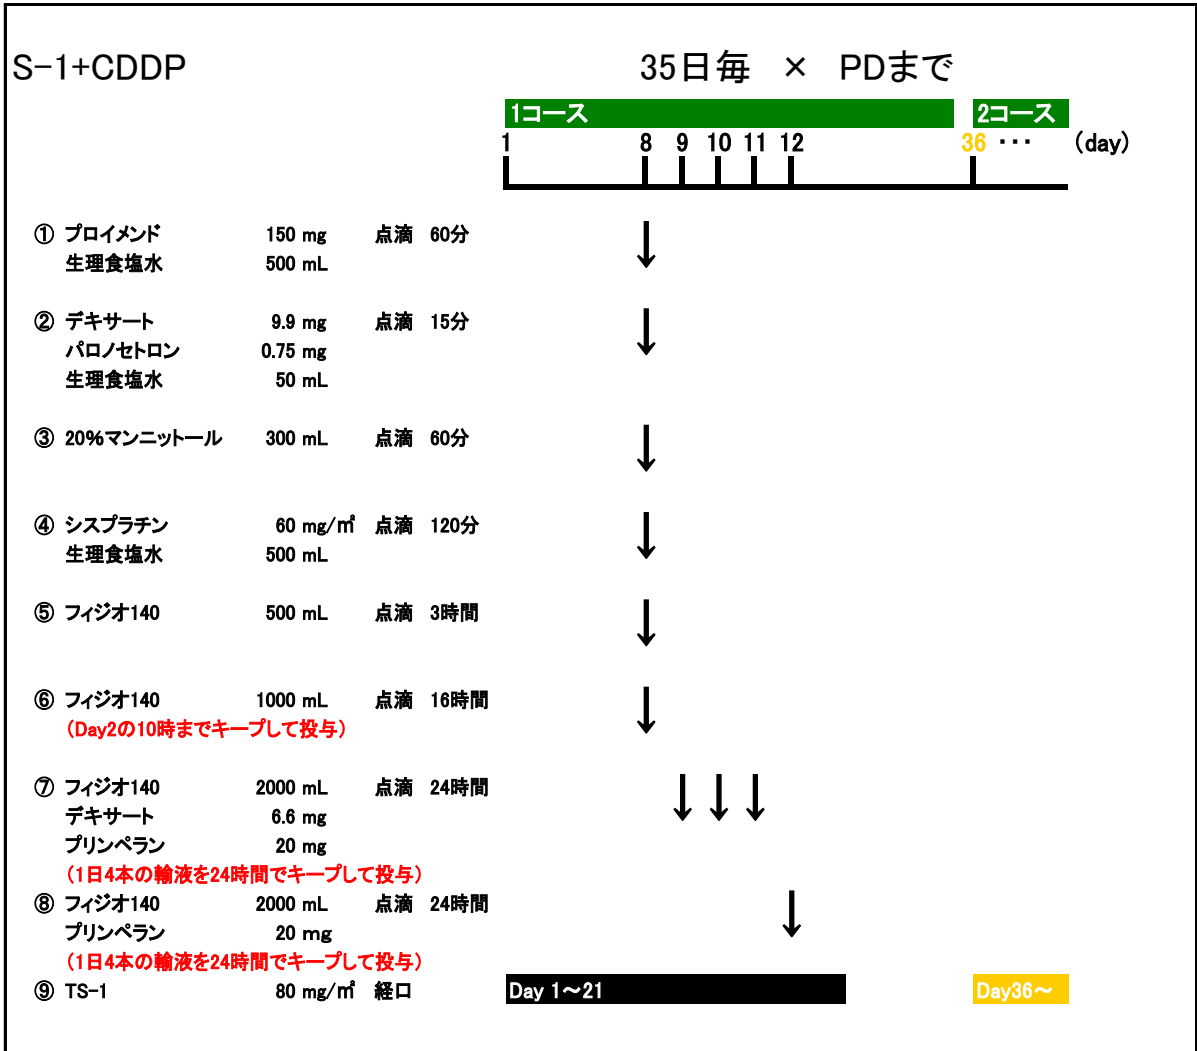 S-1+CDDP 35日毎 × PDまで
1コース 2コース
1 8 9 10 11 12 36 ・・・ (day)
① プロイメンド 150 mg 点滴 60分
生理食塩水 500 mL
② デキサート 9.9 mg 点滴 15分
パロノセトロン 0.75 mg
生理食塩水 50 mL
③ 20%マンニットール 300 mL 点滴 60分
④ シスプラチン 60 mg/㎡ 点滴 120分
生理食塩水 500 mL
⑤ フィジオ140 500 mL 点滴 3時間
⑥ フィジオ140 1000 mL 点滴 16時間
(Day2の10時までキープして投与)
⑦ フィジオ140 2000 mL 点滴 24時間
デキサート 6.6 mg
プリンペラン 20 mg
(1日4本の輸液を24時間でキープして投与)
⑧ フィジオ140 2000 mL 点滴 24時間
プリンペラン 20 mg
(1日4本の輸液を24時間でキープして投与)
⑨ TS-1 80 mg/㎡ 経口 Day 1~21 Day36~